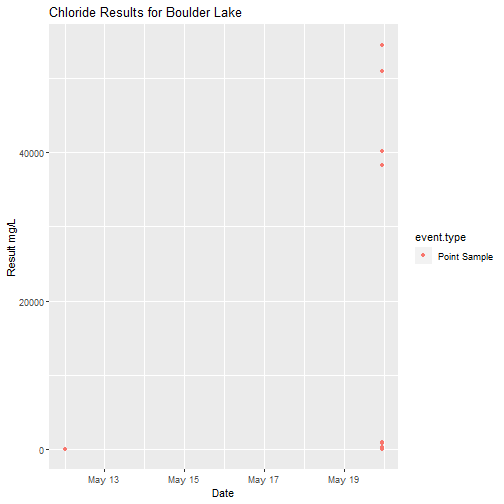 Chloride Results for Boulder Lake
Result mg/L
40000
20000
0
May 13
May 15
May 17
May 19
Date
event.type
Point Sample